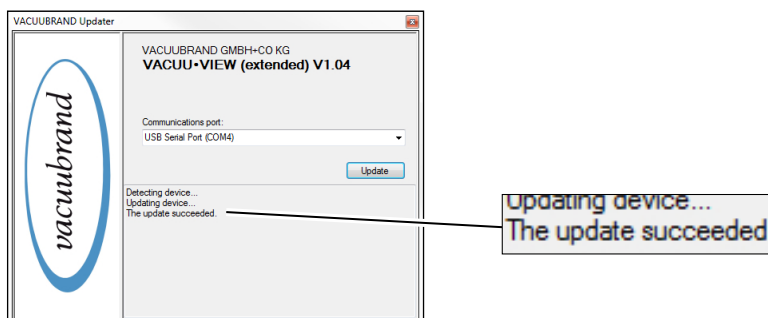 VACUUBRAND Updater
vacuubrand
VACUUBRAND GMBH+CO KG
VACUU•VIEW (extended) V1.04
Communications port:
USB Serial Port (COM4)
Update
Detecting device...
Updating device...
The update succeeded.
Updating device...
The update succeeded